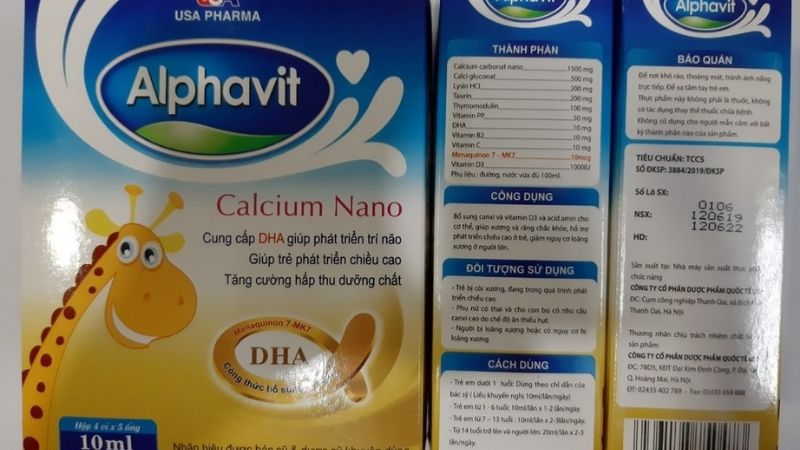 USA PHARMA
Alphavit
Calcium Nano
Cung cấp DHA giúp phát triển trí não
Giúp trẻ phát triển chiều cao
Tăng cường hấp thu dưỡng chất
Menaquinon 7-MK7
DHA
Công thức bổ sung
Hộp 4 vỉ x 5 ống
10ml
Alphavit
THÀNH PHẦN
Calcium carbonat nano 1500 mg
Calci gluconat 500 mg
Lysin HCl 200 mg
Taurin 200 mg
Thymomodulin 100 mg
Vitamin PP 50 mg
DHA 10 mg
Vitamin B2 10 mg
Vitamin C 10 mg
Menaquinon 7 - MK7 10mcg
Vitamin D3 1000IU
Phụ liệu : đường, nước vừa đủ 100ml.
CÔNG DỤNG
Bổ sung canxi và vitamin D3 và acid amin cho
cơ thể, giúp xương và răng chắc khỏe, hỗ trợ
phát triển chiều cao ở trẻ, giảm nguy cơ loãng
xương ở người lớn.
ĐỐI TƯỢNG SỬ DỤNG
- Trẻ bị còi xương, đang trong quá trình phát
triển chiều cao.
- Phụ nữ có thai và cho con bú có nhu cầu
canxi cao do chế độ ăn thiếu hụt.
- Người bị loãng xương hoặc có nguy cơ bị
loãng xương.
CÁCH DÙNG
- Trẻ em dưới 1 tuổi: Dùng theo chỉ dẫn của
bác sỹ ( Liều khuyến nghị 10ml/lần/ngày)
- Trẻ em từ 1 - 6 tuổi: 10ml/lần x 1-2 lần/ngày.
- Trẻ em từ 7 – 13 tuổi : 10ml/lần x 2-3 lần/ngày.
- Từ 14 tuổi trở lên và người lớn: 20ml/lần x 2-3
lần/ngày.
Alphavit
BẢO QUẢN
Để nơi khô ráo, thoáng mát, tránh ánh nắng
trực tiếp. Để xa tầm tay trẻ em.
Thực phẩm này không phải là thuốc, không
có tác dụng thay thế thuốc chữa bệnh.
Không sử dụng cho người mẫn cảm với bất
kỳ thành phần nào của sản phẩm.
TIÊU CHUẨN: TCCS
SỐ ĐKSP: 3884/2019/ĐKSP
Số Lô SX: 0106
NSX: 120619
HD: 120622
Sản xuất tại: Nhà máy sản xuất thực
chức năng
CÔNG TY CỔ PHẦN DƯỢC PHẨM QUỐC TẾ
ĐC: Cụm công nghiệp Thanh Oai, xã Bích
Thanh Oai, Hà Nội
Thương nhân chịu trách nhiệm chất
sản phẩm:
CÔNG TY CỔ PHẦN DƯỢC PHẨM QUỐC TẾ
ĐC: 78D5, KĐT Đại Kim Định Công, P.
Q. Hoàng Mai, Hà Nội
ĐT: 02435 402 789 - Fax: 02435 658 888